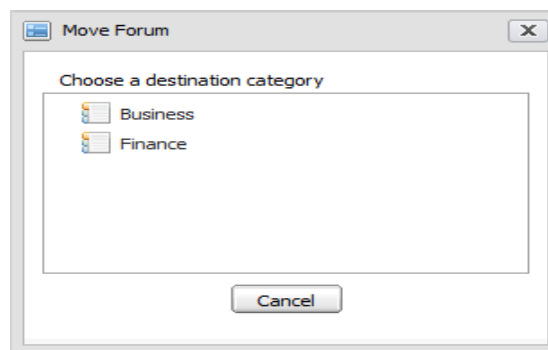 Move Forum
Choose a destination category
Business
Finance
Cancel